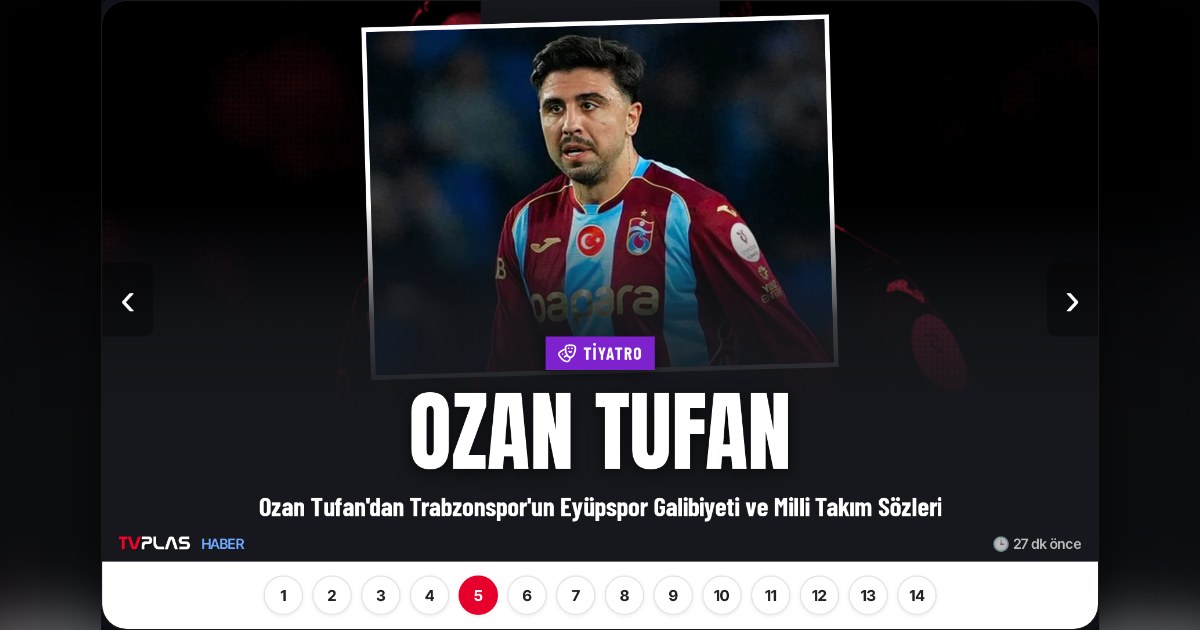 papara
TİYATRO
OZAN TUFAN
Ozan Tufan'dan Trabzonspor'un Eyüpspor Galibiyeti ve Milli Takım Sözleri
TVPLAS HABER
27 dk önce
‹
›
1 2 3 4 5 6 7 8 9 10 11 12 13 14